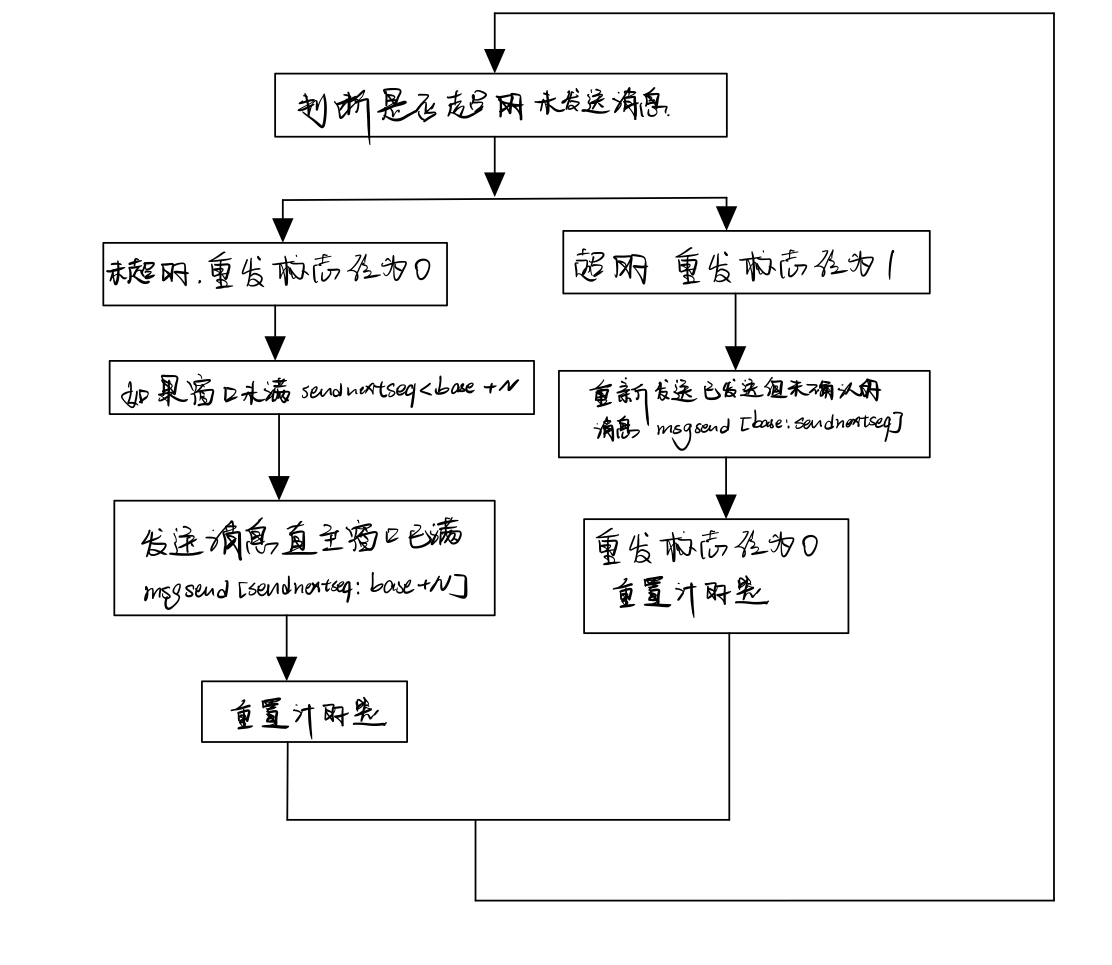 判断是否超时未发送消息.
未超时.重发标志位为0
超时 重发标志位为1
如果窗口未满 sendnextseq<base+N
重新发送已发送但未确认的
消息 msgsend [base:sendnextseq]
发送消息直至窗口已满
msgsend [sendnextseq: base+N]
重发标志位为0
重置计时器
重置计时器